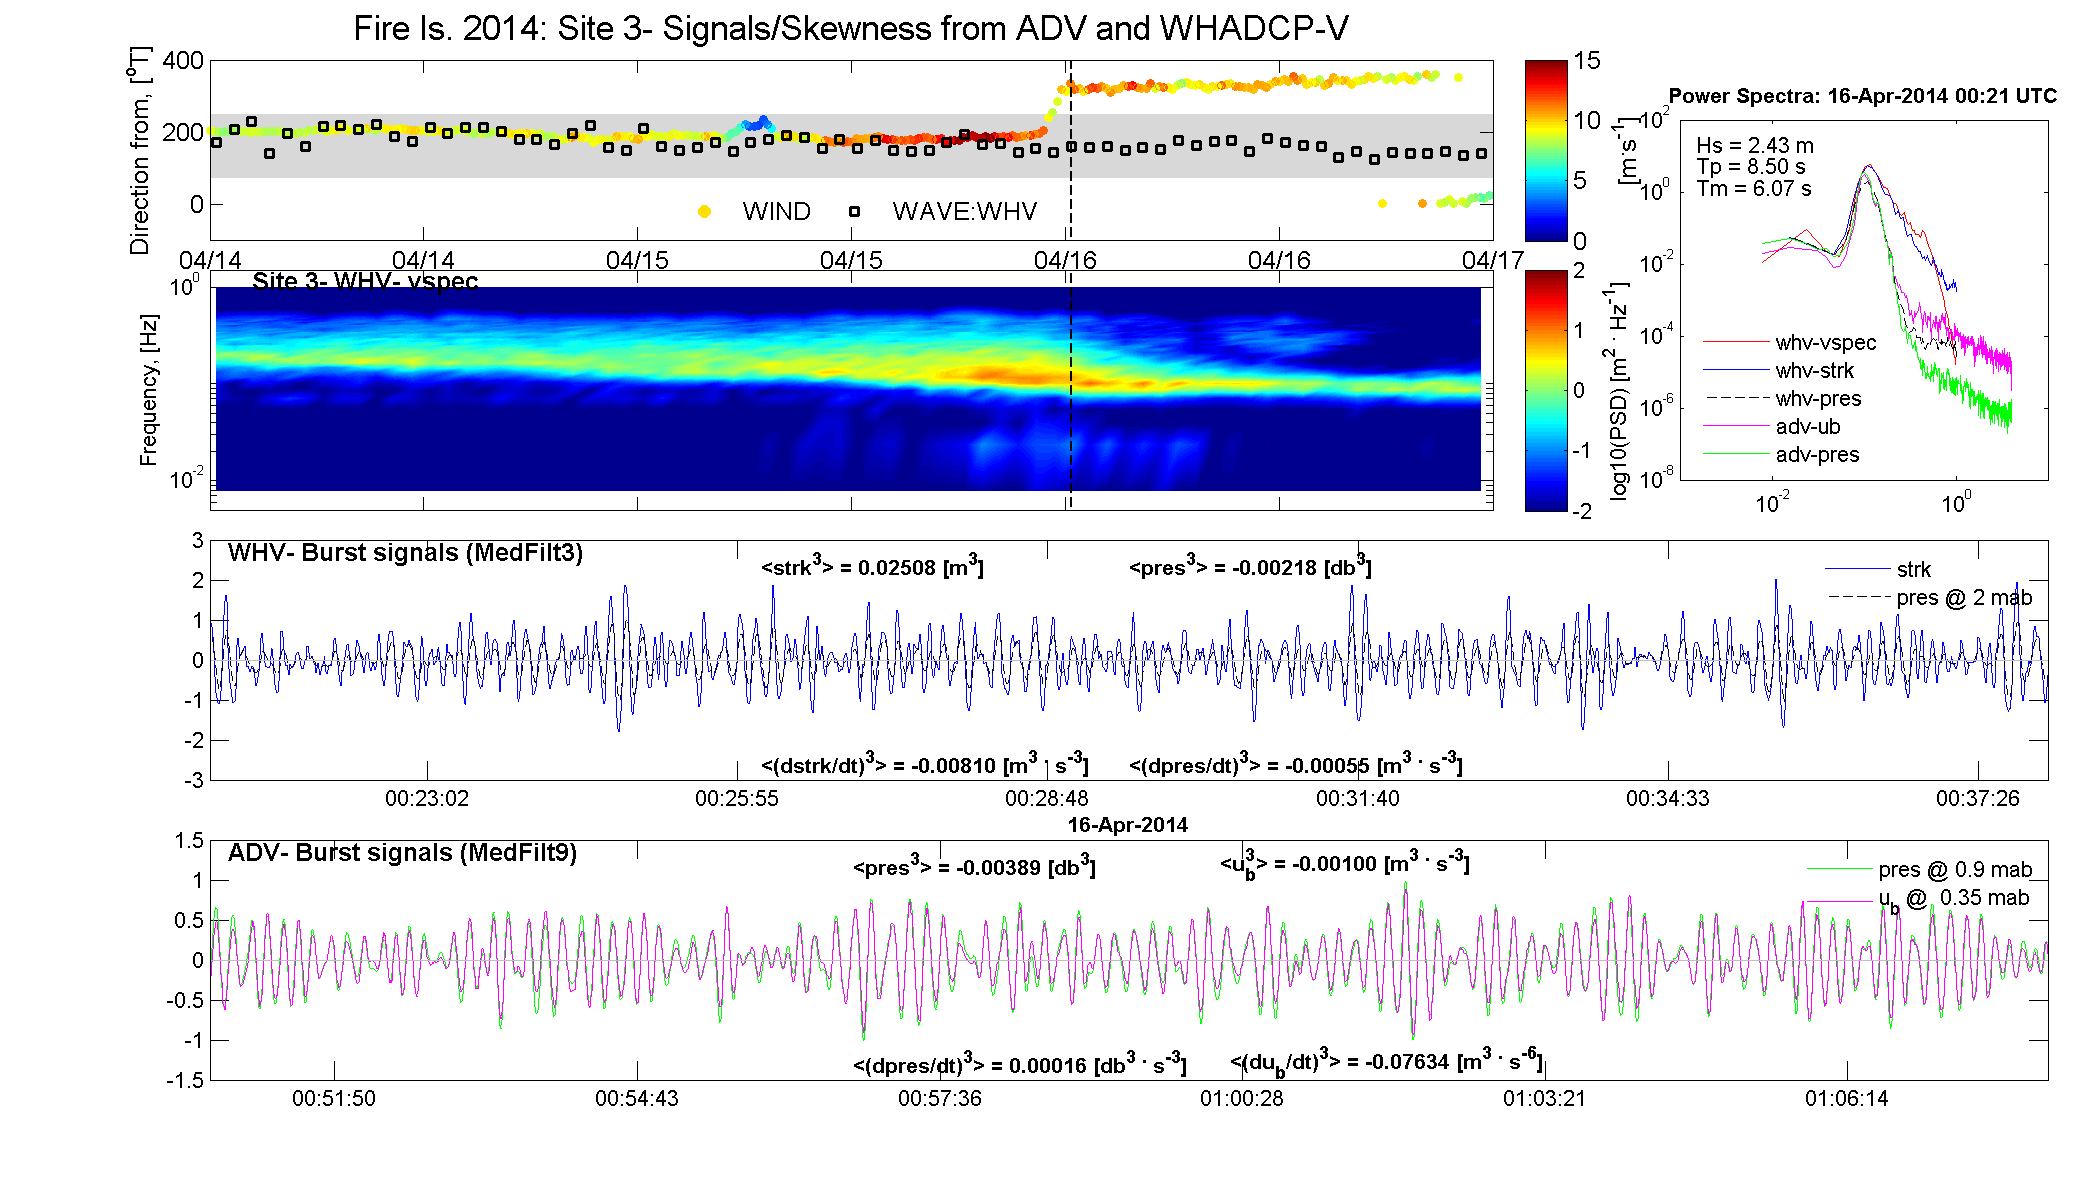 Fire Is. 2014: Site 3- Signals/Skewness from ADV and WHADCP-V
Direction from, [°T]
400
200
0
WIND
WAVE:WHV
04/14
04/14
04/15
04/15
04/16
04/16
04/17
15
10
5
0
[m·s⁻¹]
Site 3- WHV- vspec
Frequency, [Hz]
10⁰
10⁻²
2
1
0
-1
-2
log10(PSD) [m² · Hz⁻¹]
Power Spectra: 16-Apr-2014 00:21 UTC
Hs = 2.43 m
Tp = 8.50 s
Tm = 6.07 s
10²
10⁰
10⁻²
10⁻⁴
10⁻⁶
10⁻⁸
whv-vspec
whv-strk
whv-pres
adv-ub
adv-pres
10⁻²
10⁰
WHV- Burst signals (MedFilt3)
<strk³> = 0.02508 [m³]
<pres³> = -0.00218 [db³]
strk
pres @ 2 mab
3
2
1
0
-1
-2
-3
<(dstrk/dt)³> = -0.00810 [m³ · s⁻³]
<(dpres/dt)³> = -0.00055 [m³ · s⁻³]
00:23:02
00:25:55
00:28:48
00:31:40
00:34:33
00:37:26
16-Apr-2014
ADV- Burst signals (MedFilt9)
<pres³> = -0.00389 [db³]
<u_b³> = -0.00100 [m³ · s⁻³]
pres @ 0.9 mab
u_b @ 0.35 mab
1.5
1
0.5
0
-0.5
-1
-1.5
<(dpres/dt)³> = 0.00016 [db³ · s⁻³]
<(du_b/dt)³> = -0.07634 [m³ · s⁻⁶]
00:51:50
00:54:43
00:57:36
01:00:28
01:03:21
01:06:14